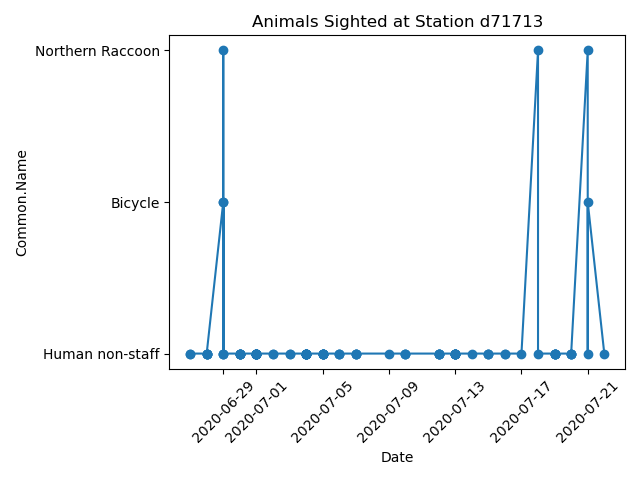 Animals Sighted at Station d71713
Northern Raccoon
Bicycle
Human non-staff
Common.Name
2020-06-29
2020-07-01
2020-07-05
2020-07-09
2020-07-13
2020-07-17
2020-07-21
Date